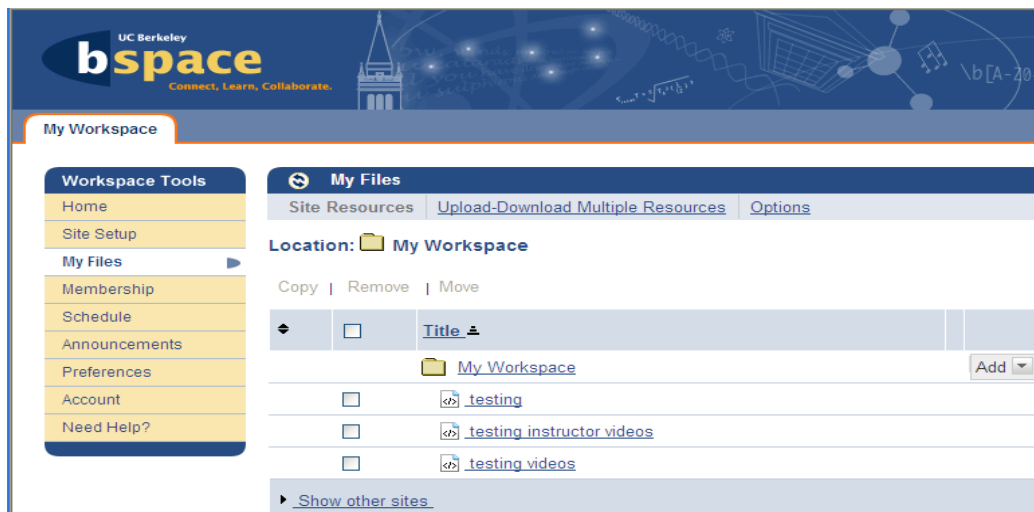 UC Berkeley
bspace
Connect, Learn, Collaborate.
\b[A-Z0
My Workspace
Workspace Tools
Home
Site Setup
My Files
Membership
Schedule
Announcements
Preferences
Account
Need Help?
My Files
Site Resources Upload-Download Multiple Resources Options
Location: My Workspace
Copy | Remove | Move
Title
My Workspace Add
testing
testing instructor videos
testing videos
Show other sites